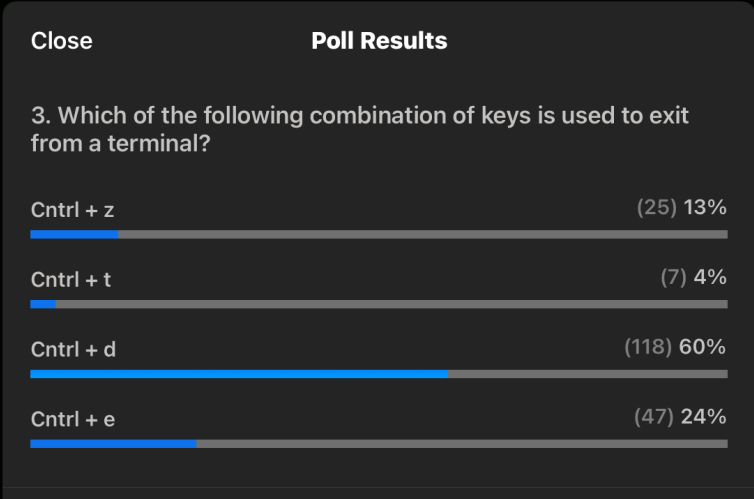 Close
Poll Results
3. Which of the following combination of keys is used to exit
from a terminal?
Cntrl + z
(25) 13%
Cntrl + t
(7) 4%
Cntrl + d
(118) 60%
Cntrl + e
(47) 24%